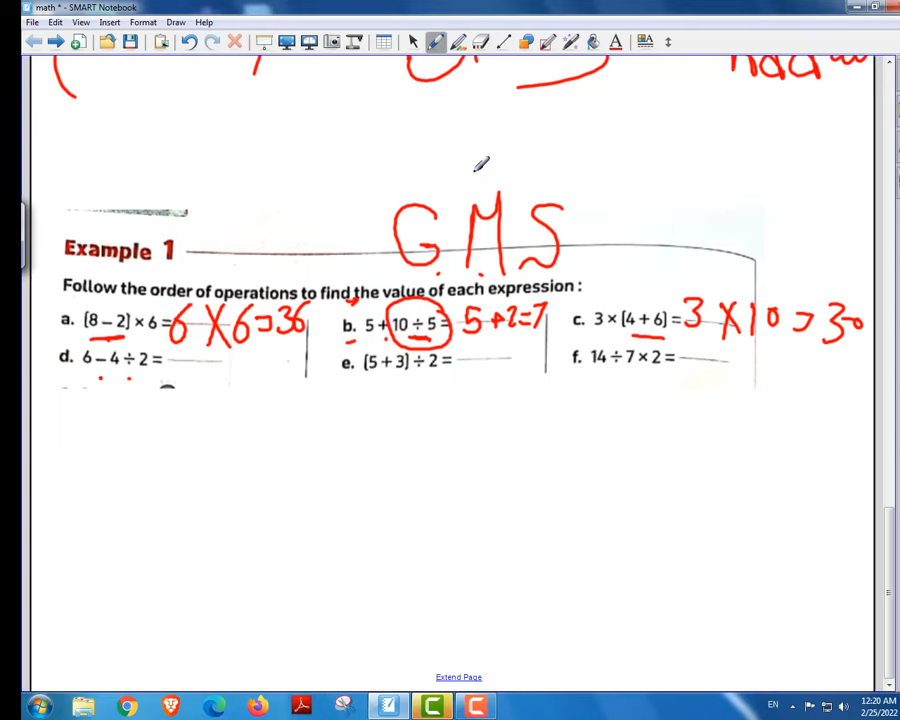 math * - SMART Notebook
File Edit View Insert Format Draw Help
G M S
Example 1
Follow the order of operations to find the value of each expression :
a. (8 – 2) × 6 = 6 X 6 = 36
b. 5 + 10 ÷ 5 = 5 + 2 = 7
c. 3 × (4 + 6) = 3 X 10 = 30
d. 6 – 4 ÷ 2 =
e. (5 + 3) ÷ 2 =
f. 14 ÷ 7 × 2 =
Extend Page
EN 12:20 AM
2/25/2022